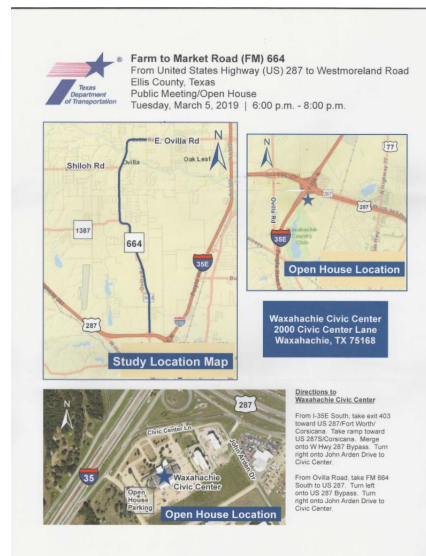 Farm to Market Road (FM) 664
From United States Highway (US) 287 to Westmoreland Road
Ellis County, Texas
Public Meeting/Open House
Tuesday, March 5, 2019 | 6:00 p.m. - 8:00 p.m.
®
Texas
Department
of Transportation
N
E. Ovilla Rd
Ovilla
Oak Leaf
Shiloh Rd
1387
664
35E
287
Study Location Map
N
77
Ovilla Rd
287
287
35E
Waxahachie
Country
Club
Open House Location
Waxahachie Civic Center
2000 Civic Center Lane
Waxahachie, TX 75168
N
287
Civic Center Ln
John Arden Dr
35
Waxahachie
Civic Center
Open
House
Parking
Open House Location
Directions to
Waxahachie Civic Center
From I-35E South, take exit 403
toward US 287/Fort Worth/
Corsicana. Take ramp toward
US 287S/Corsicana. Merge
onto W Hwy 287 Bypass. Turn
right onto John Arden Drive to
Civic Center.
From Ovilla Road, take FM 664
South to US 287. Turn left
onto US 287 Bypass. Turn
right onto John Arden Drive to
Civic Center.